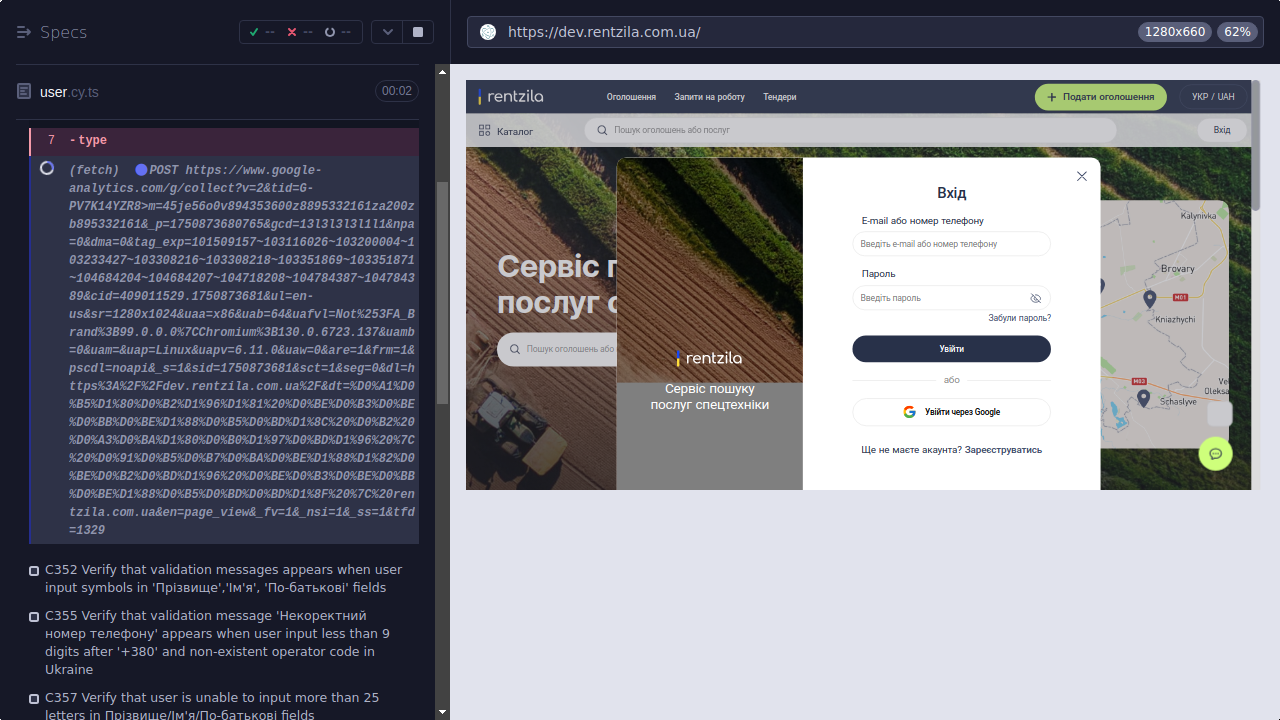 Specs
--
--
--
user.cy.ts
00:02
7 -type
(fetch) POST https://www.google-
analytics.com/g/collect?v=2&tid=G-
PV7K14YZR8>m=45je56o0v894353600z8895332161za200z
b895332161&_p=1750873680765&gcd=13l3l3l3l1l1&npa
=0&dma=0&tag_exp=101509157~103116026~103200004~1
03233427~103308216~103308218~103351869~103351871
~104684204~104684207~104718208~104784387~1047843
89&cid=409011529.1750873681&ul=en-
us&sr=1280x1024&uaa=x86&uab=64&uafvl=Not%253FA_B
rand%3B99.0.0.0%7CChromium%3B130.0.6723.137&uamb
=0&uam=&uap=Linux&uapv=6.11.0&uaw=0&are=1&frm=1&
pscdl=noapi&_s=1&sid=1750873681&sct=1&seg=0&dl=h
ttps%3A%2F%2Fdev.rentzila.com.ua%2F&dt=%D0%A1%D0
%B5%D1%80%D0%B2%D1%96%D1%81%20%D0%BE%D0%B3%D0%BE
%D0%BB%D0%BE%D1%88%D0%B5%D0%BD%D1%8C%20%D0%B2%20
%D0%A3%D0%BA%D1%80%D0%B0%D1%97%D0%BD%D1%96%20%7C
%20%D0%91%D0%B5%D0%B7%D0%BA%D0%BE%D1%88%D1%82%D0
%BE%D0%B2%D0%BD%D1%96%20%D0%BE%D0%B3%D0%BE%D0%BB
%D0%BE%D1%88%D0%B5%D0%BD%D0%BD%D1%8F%20%7C%20ren
tzila.com.ua&en=page_view&_fv=1&_nsi=1&_ss=1&tfd
=1329
C352 Verify that validation messages appears when user
input symbols in 'Прізвище','Ім'я', 'По-батькові' fields
C355 Verify that validation message 'Некоректний
номер телефону' appears when user input less than 9
digits after '+380' and non-existent operator code in
Ukraine
C357 Verify that user is unable to input more than 25
letters in Прізвище/Ім'я/По-батькові fields
https://dev.rentzila.com.ua/
1280x660
62%
rentzila
Оголошення
Запити на роботу
Тендери
Подати оголошення
УКР / UAH
Каталог
Пошук оголошень або послуг
Вхід
Сервіс п
послуг с
Пошук оголошень або
rentzila
Сервіс пошуку
послуг спецтехніки
Вхід
E-mail або номер телефону
Введіть e-mail або номер телефону
Пароль
Введіть пароль
Забули пароль?
Увійти
або
Увійти через Google
Ще не маєте акаунта? Зареєструватись
Kalynivka
Brovary
M01
Kniazhychi
M03
Vel
Oleksa
Schaslyve